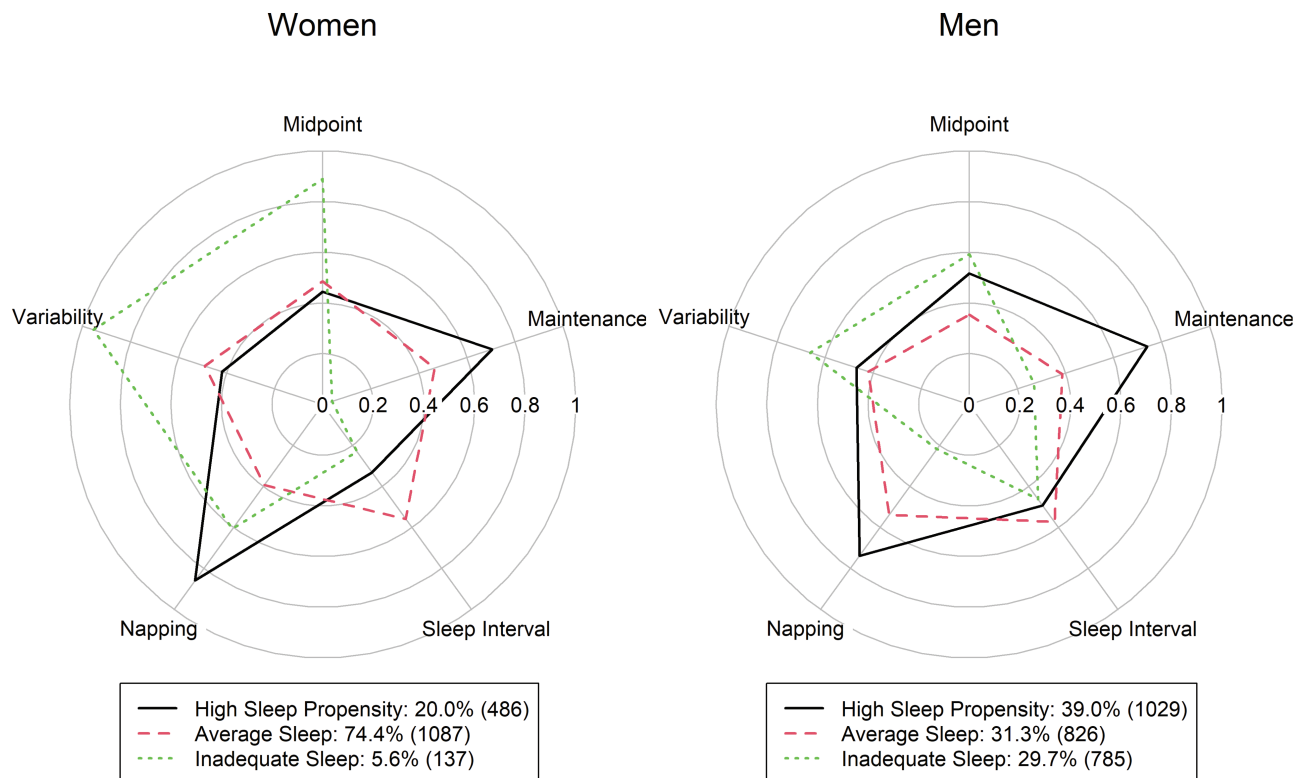 Women
Men
Midpoint
Midpoint
Variability
Maintenance
Variability
Maintenance
0 0.2 0.4 0.6 0.8 1
0 0.2 0.4 0.6 0.8 1
Napping
Sleep Interval
Napping
Sleep Interval
High Sleep Propensity: 20.0% (486)
Average Sleep: 74.4% (1087)
Inadequate Sleep: 5.6% (137)
High Sleep Propensity: 39.0% (1029)
Average Sleep: 31.3% (826)
Inadequate Sleep: 29.7% (785)